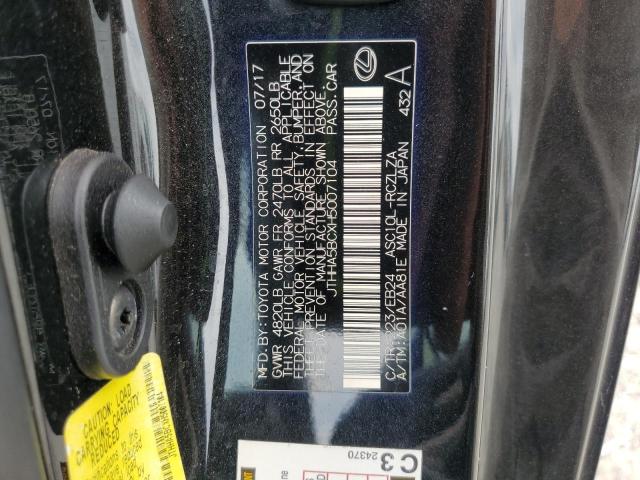 MFD.BY:TOYOTA MOTOR CORPORATION 07/17
GVWR 4820LB GAWR FR 2470LB RR 2650LB
THIS VEHICLE CONFORMS TO ALL APPLICABLE
FEDERAL MOTOR VEHICLE SAFETY,BUMPER,AND
THEFT PREVENTION STANDARDS IN EFFECT ON
THE DATE OF MANUFACTURE SHOWN ABOVE.
JTHHA5BCXH5007104 PASS.CAR
C/TR: 223/EB24 ASC10L-RCZLZA
A/TM: A01A/AA81E MADE IN JAPAN
432 A
CAUTION, LOAD
CARRYING CAPACITY
REDUCED
C3
24370